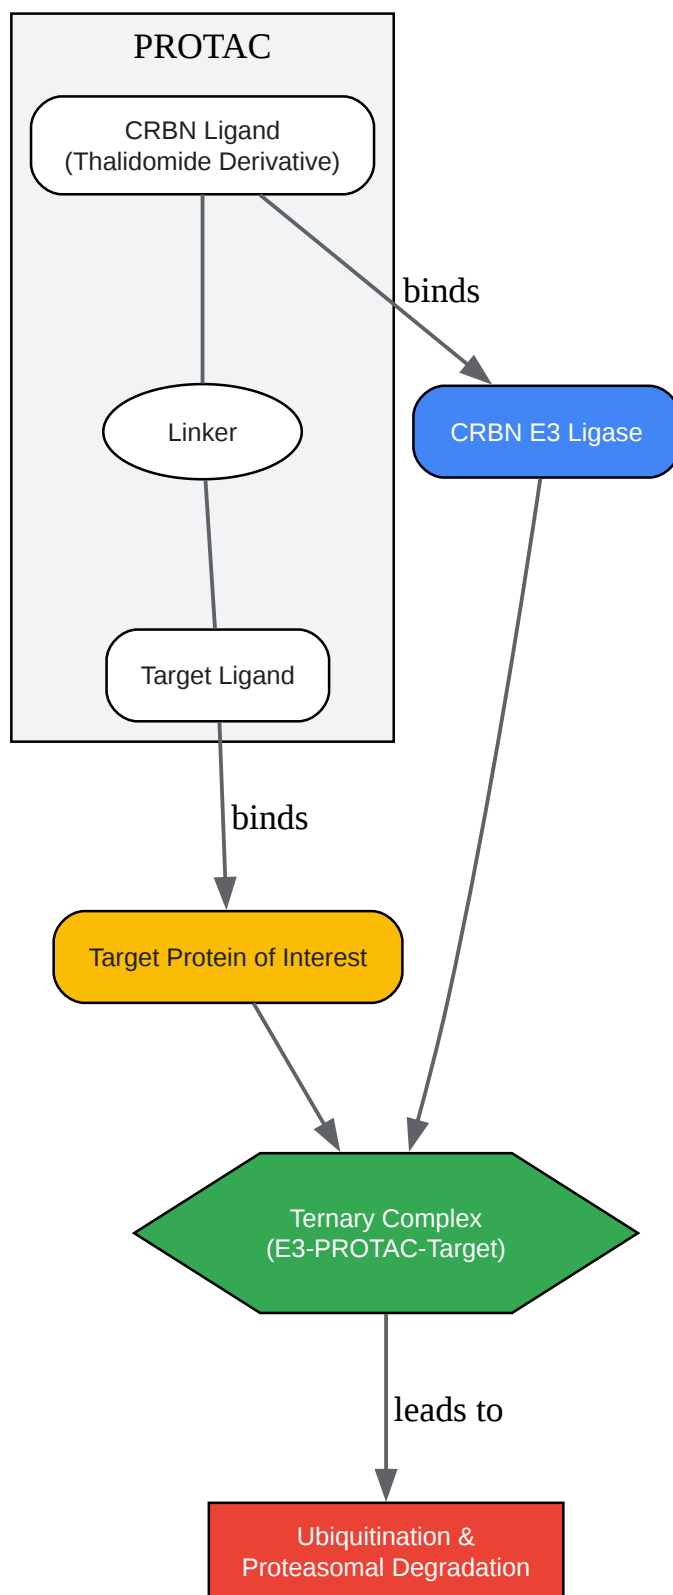 PROTAC
CRBN Ligand
(Thalidomide Derivative)
binds
Linker
CRBN E3 Ligase
Target Ligand
binds
Target Protein of Interest
Ternary Complex
(E3-PROTAC-Target)
leads to
Ubiquitination &
Proteasomal Degradation